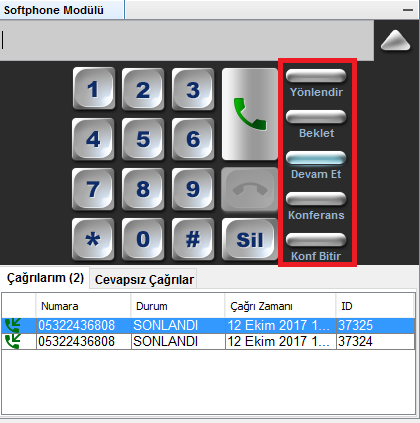 Softphone Modülü
1 2 3
Yönlendir
4 5 6
Beklet
7 8 9
Devam Et
Konferans
* 0 # Sil
Konf Bitir
Çağrılarım (2) Cevapsız Çağrılar
Numara Durum Çağrı Zamanı ID
05322436808 SONLANDI 12 Ekim 2017 1... 37325
05322436808 SONLANDI 12 Ekim 2017 1... 37324